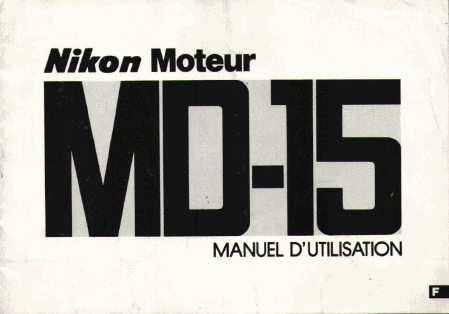 Nikon Moteur
MD-15
MANUEL D'UTILISATION
F